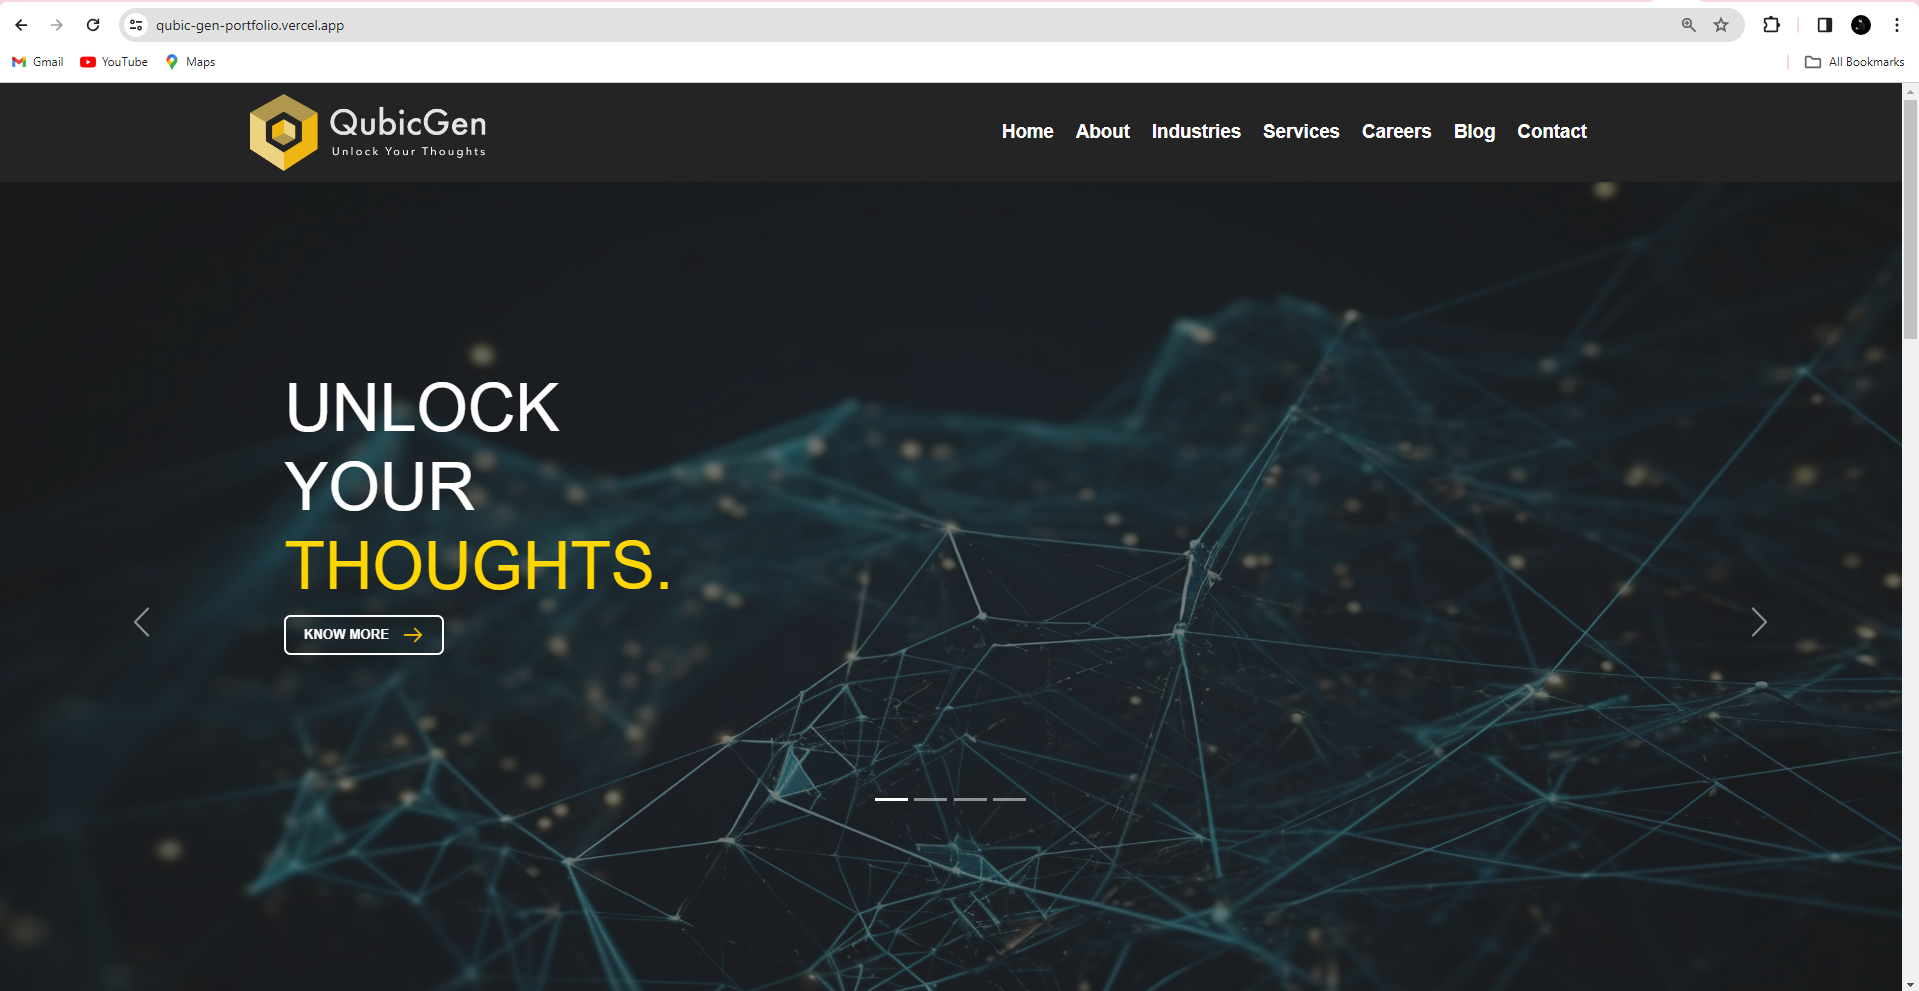 qubic-gen-portfolio.vercel.app
Gmail YouTube Maps All Bookmarks
QubicGen
Unlock Your Thoughts
Home About Industries Services Careers Blog Contact
UNLOCK
YOUR
THOUGHTS.
KNOW MORE